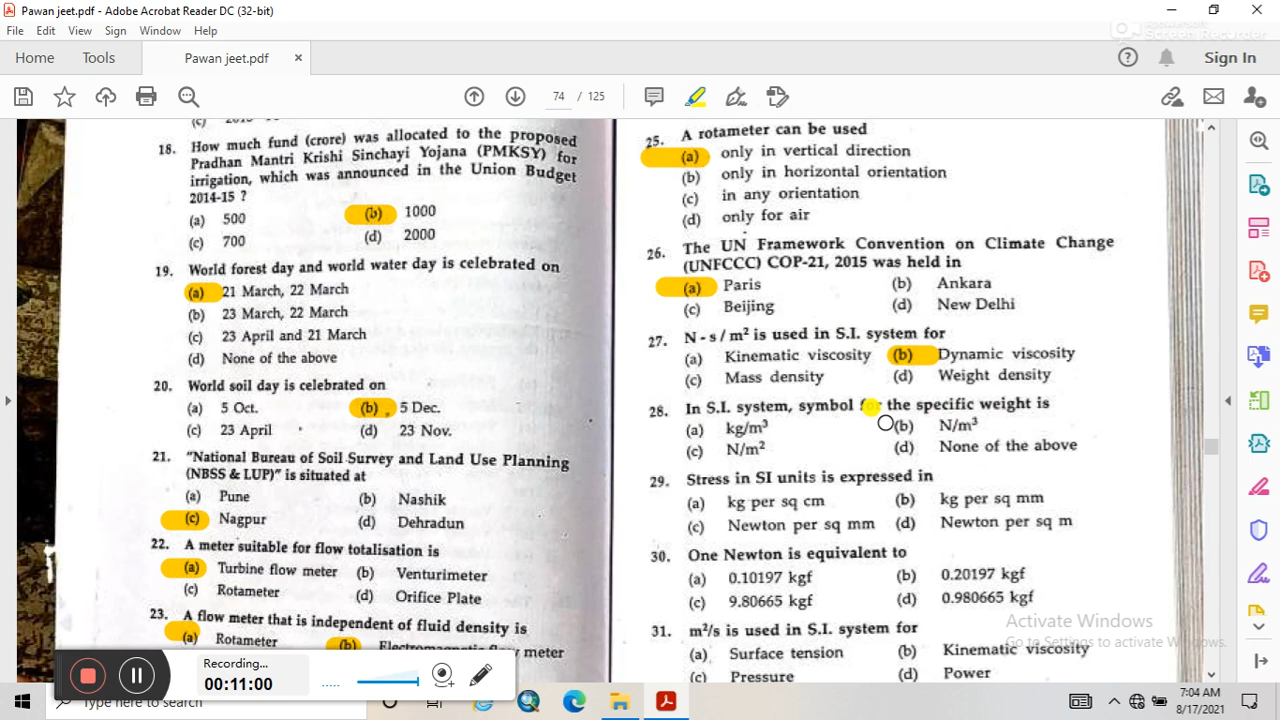 Pawan jeet.pdf - Adobe Acrobat Reader DC (32-bit)
File Edit View Sign Window Help
Screen Recorder
Home Tools Pawan jeet.pdf × Sign In
74 / 125
18. How much fund (crore) was allocated to the proposed
Pradhan Mantri Krishi Sinchayi Yojana (PMKSY) for
irrigation, which was announced in the Union Budget
2014-15 ?
(a) 500 (b) 1000
(c) 700 (d) 2000
19. World forest day and world water day is celebrated on
(a) 21 March, 22 March
(b) 23 March, 22 March
(c) 23 April and 21 March
(d) None of the above
20. World soil day is celebrated on
(a) 5 Oct. (b) 5 Dec.
(c) 23 April (d) 23 Nov.
21. "National Bureau of Soil Survey and Land Use Planning
(NBSS & LUP)" is situated at
(a) Pune (b) Nashik
(c) Nagpur (d) Dehradun
22. A meter suitable for flow totalisation is
(a) Turbine flow meter (b) Venturimeter
(c) Rotameter (d) Orifice Plate
23. A flow meter that is independent of fluid density is
(a) Rotameter (b) Electromagnetic flow meter
25. A rotameter can be used
(a) only in vertical direction
(b) only in horizontal orientation
(c) in any orientation
(d) only for air
26. The UN Framework Convention on Climate Change
(UNFCCC) COP-21, 2015 was held in
(a) Paris (b) Ankara
(c) Beijing (d) New Delhi
27. N - s / m² is used in S.I. system for
(a) Kinematic viscosity (b) Dynamic viscosity
(c) Mass density (d) Weight density
28. In S.I. system, symbol for the specific weight is
(a) kg/m³ (b) N/m³
(c) N/m² (d) None of the above
29. Stress in SI units is expressed in
(a) kg per sq cm (b) kg per sq mm
(c) Newton per sq mm (d) Newton per sq m
30. One Newton is equivalent to
(a) 0.10197 kgf (b) 0.20197 kgf
(c) 9.80665 kgf (d) 0.980665 kgf
31. m²/s is used in S.I. system for
(a) Surface tension (b) Kinematic viscosity
(c) Pressure (d) Power
Activate Windows
Go to Settings to activate Windows.
Recording...
00:11:00
Type here to search
7:04 AM
8/17/2021